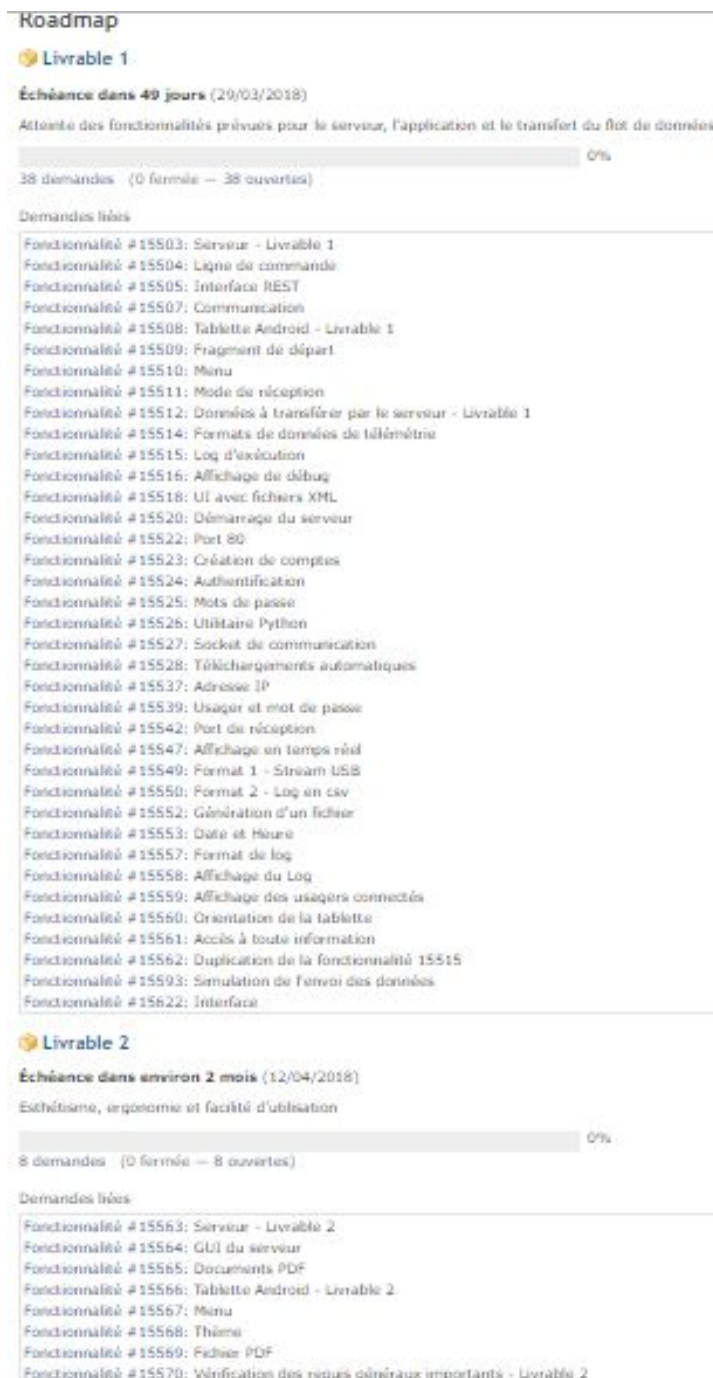 Roadmap
Livrable 1
Échéance dans 49 jours (29/03/2018)
Atteinte des fonctionnalités prévues pour le serveur, l'application et le transfert du flot de données
0%
38 demandes (0 fermée — 38 ouvertes)
Demandes liées
Fonctionnalité #15503: Serveur - Livrable 1
Fonctionnalité #15504: Ligne de commande
Fonctionnalité #15505: Interface REST
Fonctionnalité #15507: Communication
Fonctionnalité #15508: Tablette Android - Livrable 1
Fonctionnalité #15509: Fragment de départ
Fonctionnalité #15510: Menu
Fonctionnalité #15511: Mode de réception
Fonctionnalité #15512: Données à transférer par le serveur - Livrable 1
Fonctionnalité #15514: Formats de données de télémétrie
Fonctionnalité #15515: Log d'exécution
Fonctionnalité #15516: Affichage de débug
Fonctionnalité #15518: UI avec fichiers XML
Fonctionnalité #15520: Démarrage du serveur
Fonctionnalité #15522: Port 80
Fonctionnalité #15523: Création de comptes
Fonctionnalité #15524: Authentification
Fonctionnalité #15525: Mots de passe
Fonctionnalité #15526: Utilitaire Python
Fonctionnalité #15527: Socket de communication
Fonctionnalité #15528: Téléchargements automatiques
Fonctionnalité #15537: Adresse IP
Fonctionnalité #15539: Usager et mot de passe
Fonctionnalité #15542: Port de réception
Fonctionnalité #15547: Affichage en temps réel
Fonctionnalité #15549: Format 1 - Stream USB
Fonctionnalité #15550: Format 2 - Log en csv
Fonctionnalité #15552: Génération d'un fichier
Fonctionnalité #15553: Date et Heure
Fonctionnalité #15557: Format de log
Fonctionnalité #15558: Affichage du Log
Fonctionnalité #15559: Affichage des usagers connectés
Fonctionnalité #15560: Orientation de la tablette
Fonctionnalité #15561: Accès à toute information
Fonctionnalité #15562: Duplication de la fonctionnalité 15515
Fonctionnalité #15593: Simulation de l'envoi des données
Fonctionnalité #15622: Interface
Livrable 2
Échéance dans environ 2 mois (12/04/2018)
Esthétisme, ergonomie et facilité d'utilisation
0%
8 demandes (0 fermée — 8 ouvertes)
Demandes liées
Fonctionnalité #15563: Serveur - Livrable 2
Fonctionnalité #15564: GUI du serveur
Fonctionnalité #15565: Documents PDF
Fonctionnalité #15566: Tablette Android - Livrable 2
Fonctionnalité #15567: Menu
Fonctionnalité #15568: Thème
Fonctionnalité #15569: Fichier PDF
Fonctionnalité #15570: Vérification des requis généraux importants - Livrable 2